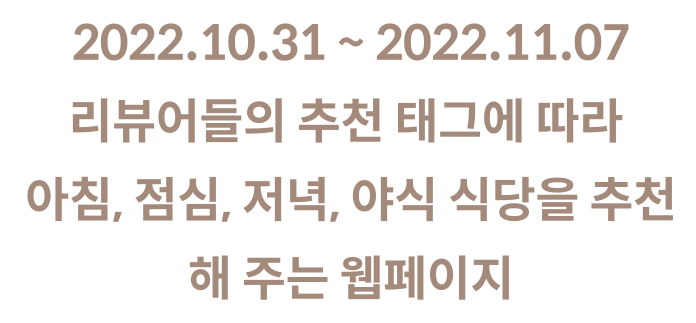 2022.10.31 ~ 2022.11.07
리뷰어들의 추천 태그에 따라
아침, 점심, 저녁, 야식 식당을 추천
해 주는 웹페이지